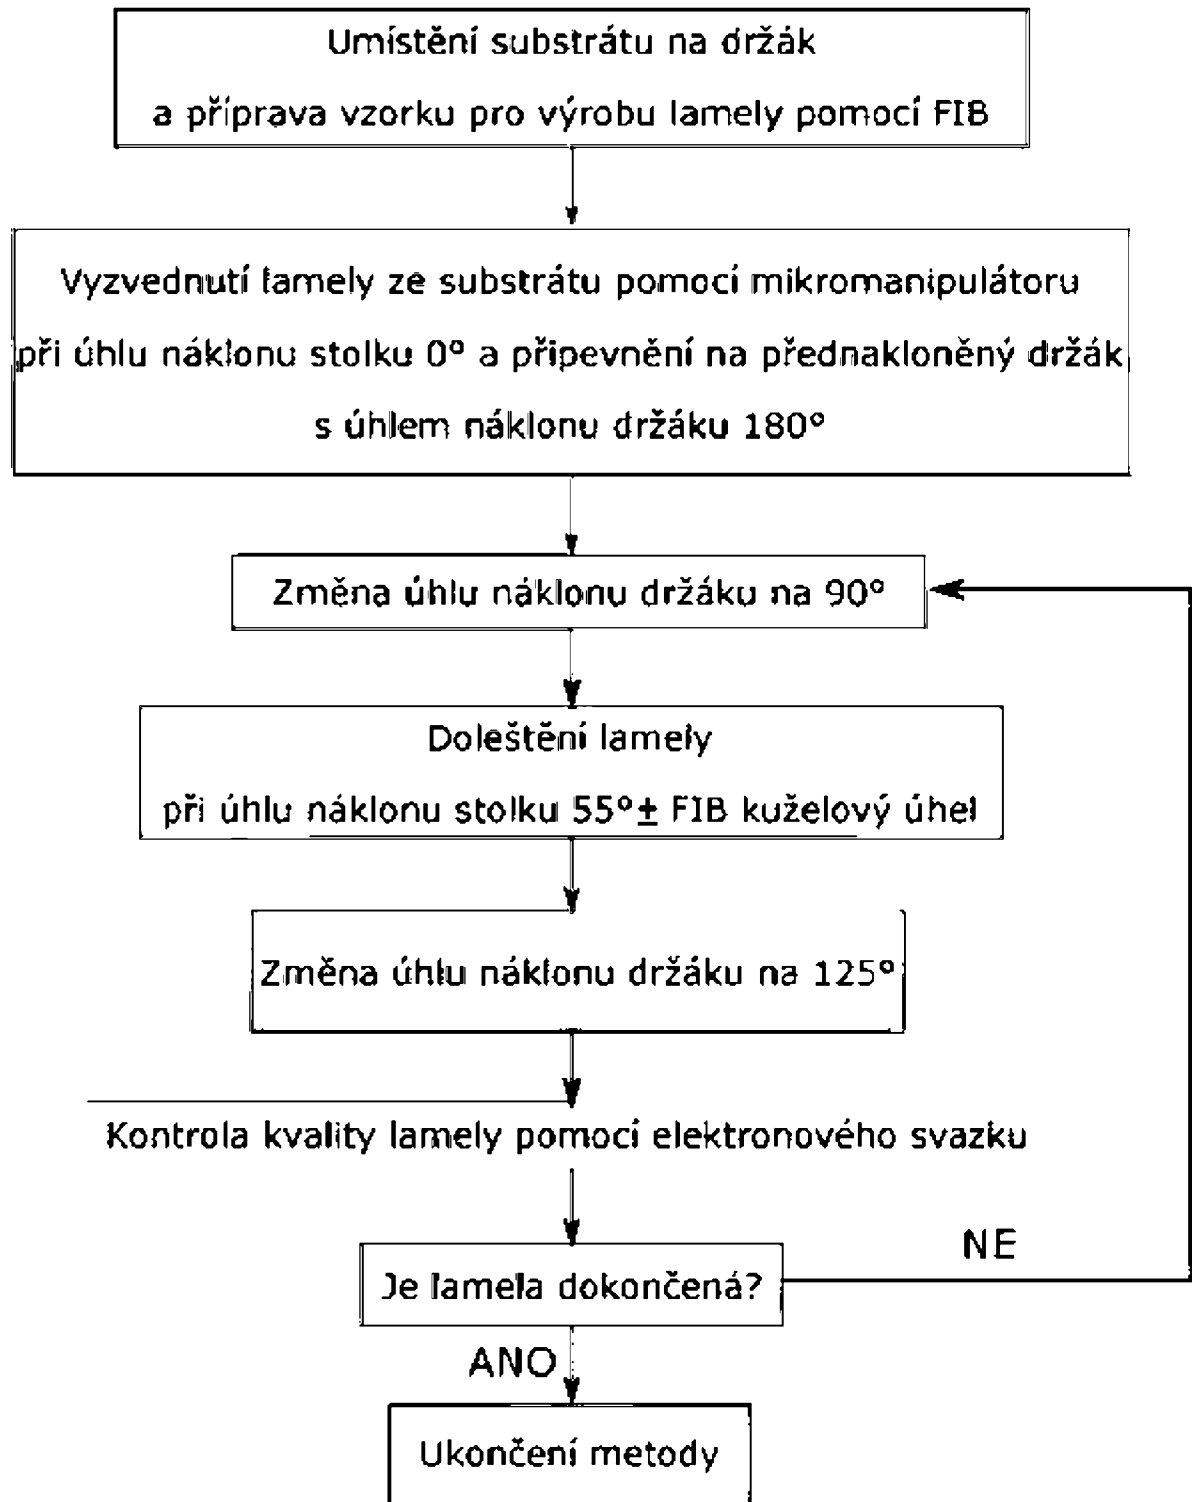 Umístění substrátu na držák
a příprava vzorku pro výrobu lamely pomocí FIB
Vyzvednutí lamely ze substrátu pomocí mikromanipulátoru
při úhlu náklonu stolku 0° a připevnění na přednakloněný držák
s úhlem náklonu držáku 180°
Změna úhlu náklonu držáku na 90°
Doleštění lamely
při úhlu náklonu stolku 55°± FIB kuželový úhel
Změna úhlu náklonu držáku na 125°
Kontrola kvality lamely pomocí elektronového svazku
NE
Je lamela dokončená?
ANO
Ukončení metody